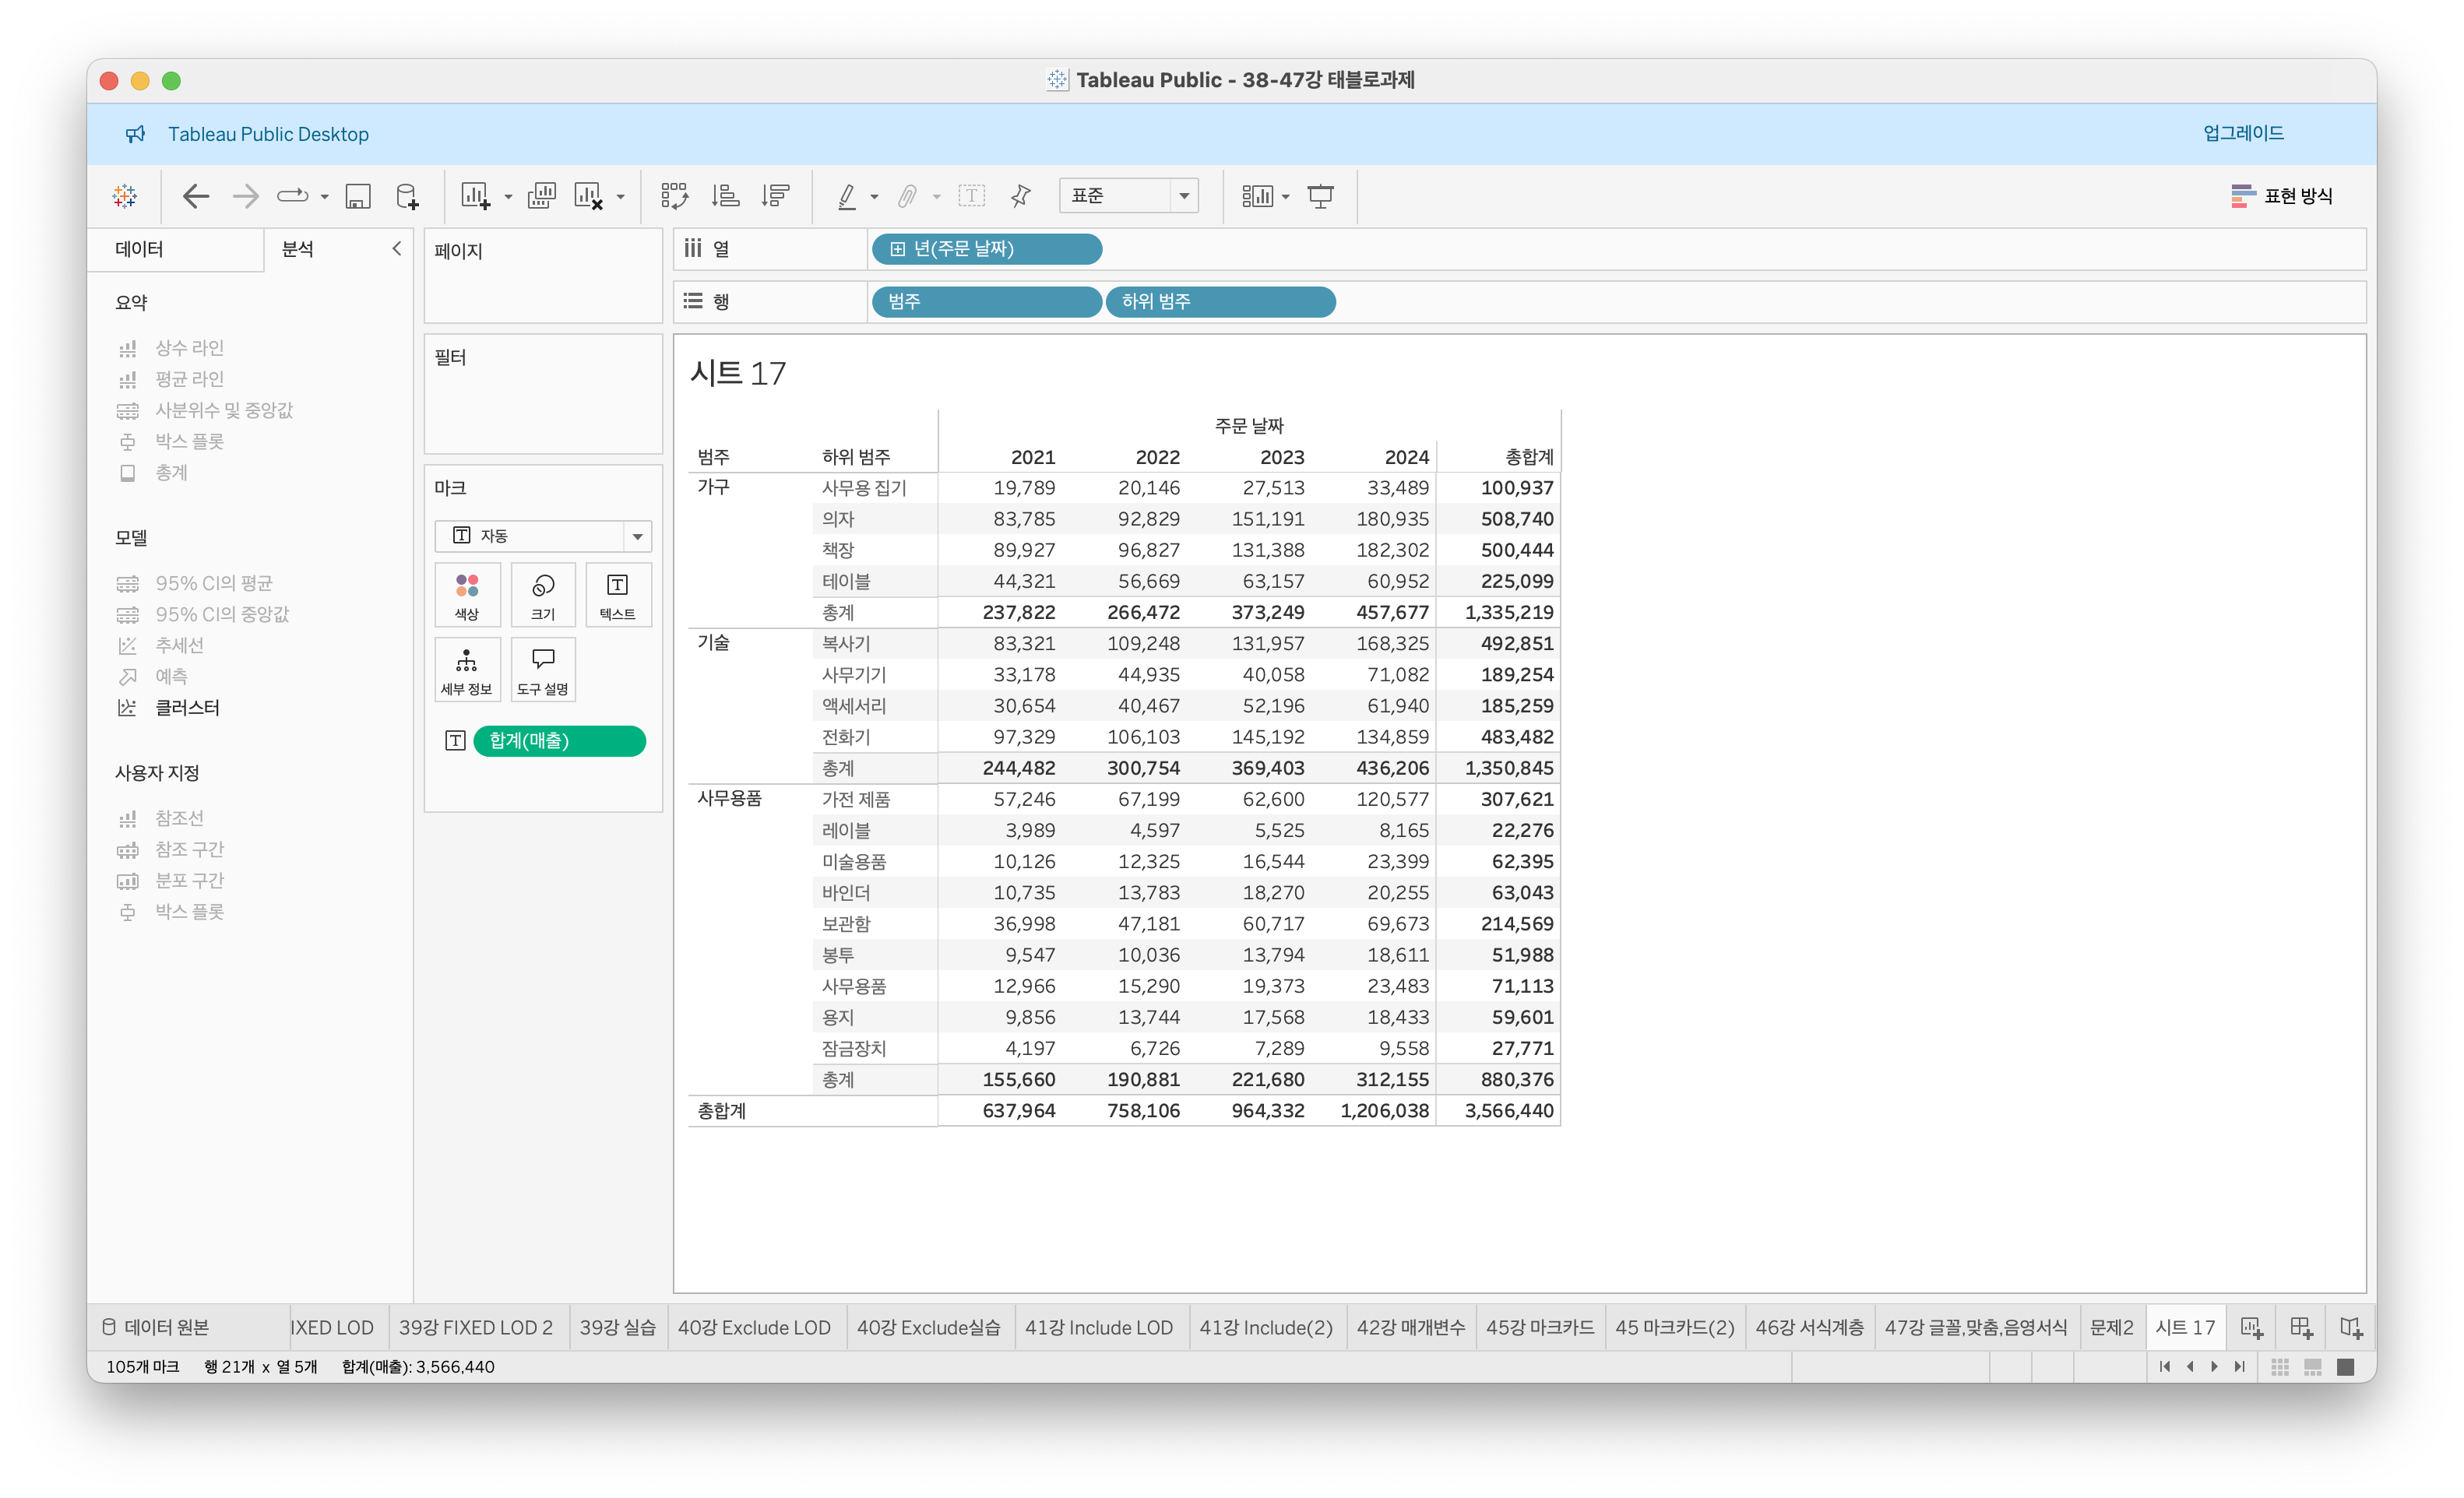 Tableau Public - 38-47강 태블로과제
Tableau Public Desktop 업그레이드
표준 표현 방식
데이터 분석
요약
상수 라인
평균 라인
사분위수 및 중앙값
박스 플롯
총계
모델
95% CI의 평균
95% CI의 중앙값
추세선
예측
클러스터
사용자 지정
참조선
참조 구간
분포 구간
박스 플롯
페이지
필터
마크
자동
색상 크기 텍스트
세부 정보 도구 설명
합계(매출)
열 년(주문 날짜)
행 범주 하위 범주
시트 17
주문 날짜
범주 하위 범주 2021 2022 2023 2024 총합계
가구 사무용 집기 19,789 20,146 27,513 33,489 100,937
의자 83,785 92,829 151,191 180,935 508,740
책장 89,927 96,827 131,388 182,302 500,444
테이블 44,321 56,669 63,157 60,952 225,099
총계 237,822 266,472 373,249 457,677 1,335,219
기술 복사기 83,321 109,248 131,957 168,325 492,851
사무기기 33,178 44,935 40,058 71,082 189,254
액세서리 30,654 40,467 52,196 61,940 185,259
전화기 97,329 106,103 145,192 134,859 483,482
총계 244,482 300,754 369,403 436,206 1,350,845
사무용품 가전 제품 57,246 67,199 62,600 120,577 307,621
레이블 3,989 4,597 5,525 8,165 22,276
미술용품 10,126 12,325 16,544 23,399 62,395
바인더 10,735 13,783 18,270 20,255 63,043
보관함 36,998 47,181 60,717 69,673 214,569
봉투 9,547 10,036 13,794 18,611 51,988
사무용품 12,966 15,290 19,373 23,483 71,113
용지 9,856 13,744 17,568 18,433 59,601
잠금장치 4,197 6,726 7,289 9,558 27,771
총계 155,660 190,881 221,680 312,155 880,376
총합계 637,964 758,106 964,332 1,206,038 3,566,440
데이터 원본 IXED LOD 39강 FIXED LOD 2 39강 실습 40강 Exclude LOD 40강 Exclude실습 41강 Include LOD 41강 Include(2) 42강 매개변수 45강 마크카드 45 마크카드(2) 46강 서식계층 47강 글꼴,맞춤,음영서식 문제2 시트 17
105개 마크 행 21개 x 열 5개 합계(매출): 3,566,440